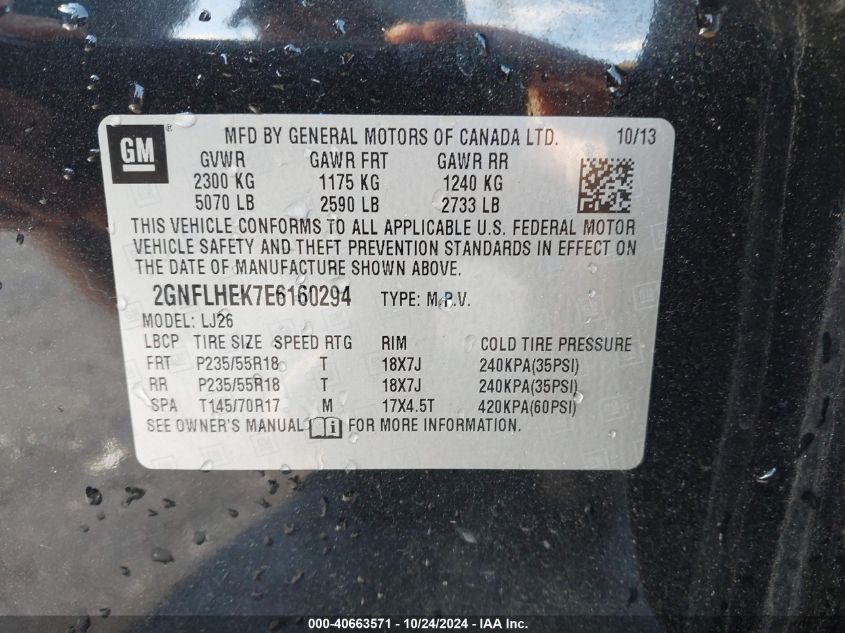 GM ® MFD BY GENERAL MOTORS OF CANADA LTD. 10/13
GVWR GAWR FRT GAWR RR
2300 KG 1175 KG 1240 KG
5070 LB 2590 LB 2733 LB
THIS VEHICLE CONFORMS TO ALL APPLICABLE U.S. FEDERAL MOTOR
VEHICLE SAFETY AND THEFT PREVENTION STANDARDS IN EFFECT ON
THE DATE OF MANUFACTURE SHOWN ABOVE.
2GNFLHEK7E6160294 TYPE: M.P.V.
MODEL: LJ26
LBCP TIRE SIZE SPEED RTG RIM COLD TIRE PRESSURE
FRT P235/55R18 T 18X7J 240KPA(35PSI)
RR P235/55R18 T 18X7J 240KPA(35PSI)
SPA T145/70R17 M 17X4.5T 420KPA(60PSI)
SEE OWNER'S MANUAL i FOR MORE INFORMATION.
000-40663571 - 10/24/2024 - IAA Inc.